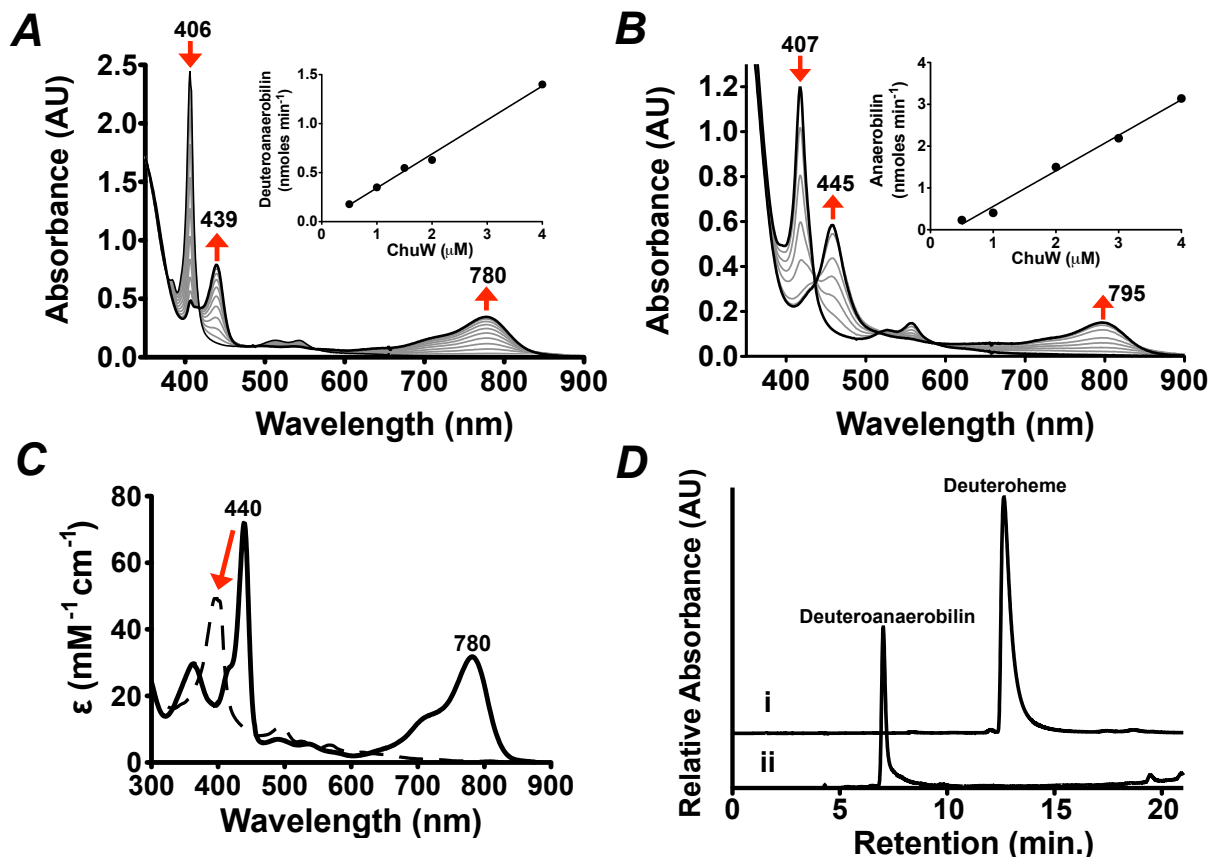 A
406
2.5
2.0
1.5
1.0
0.5
0.0
Absorbance (AU)
439
780
400 500 600 700 800 900
Wavelength (nm)
1.5
1.0
0.5
0.0
Deuteroanaerobilin
(nmoles min⁻¹)
0 1 2 3 4
ChuW (μM)
B
407
1.2
1.0
0.8
0.6
0.4
0.2
0.0
Absorbance (AU)
445
795
400 500 600 700 800 900
Wavelength (nm)
4
3
2
1
0
Anaerobilin
(nmoles min⁻¹)
0 1 2 3 4
ChuW (μM)
C
80
60
40
20
0
ε (mM⁻¹ cm⁻¹)
440
780
300 400 500 600 700 800 900
Wavelength (nm)
D
Relative Absorbance (AU)
Deuteroheme
Deuteroanaerobilin
i
ii
0 5 10 15 20
Retention (min.)